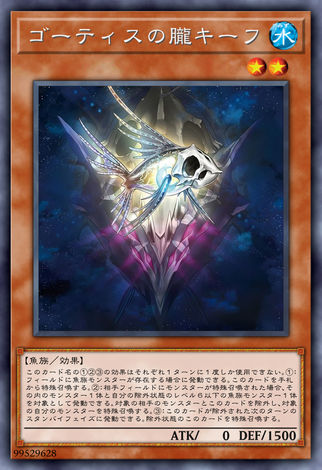 ゴーティスの朧キーフ
水
【魚族／効果】
このカード名の①②③の効果はそれぞれ１ターンに１度しか使用できない。①：
フィールドに魚族モンスターが存在する場合に発動できる。このカードを手札
から特殊召喚する。②：相手フィールドにモンスターが特殊召喚された場合、そ
の内のモンスター１体と自分の除外状態のレベル６以下の魚族モンスター１体
を対象として発動できる。対象の相手のモンスターとこのカードを除外し、対象
の自分のモンスターを特殊召喚する。③：このカードが除外された次のターンの
スタンバイフェイズに発動できる。除外状態のこのカードを特殊召喚する。
ATK/ 0 DEF/1500
99529628